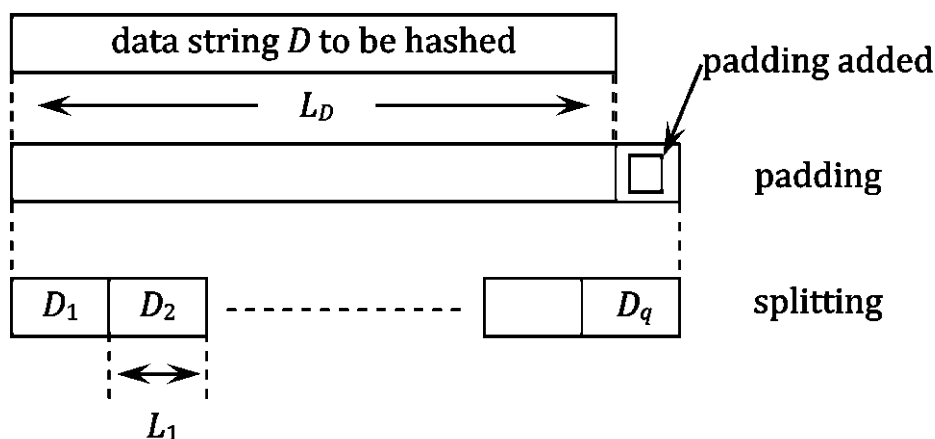 data string D to be hashed
padding added
L_D
padding
D_1 D_2 D_q splitting
L_1